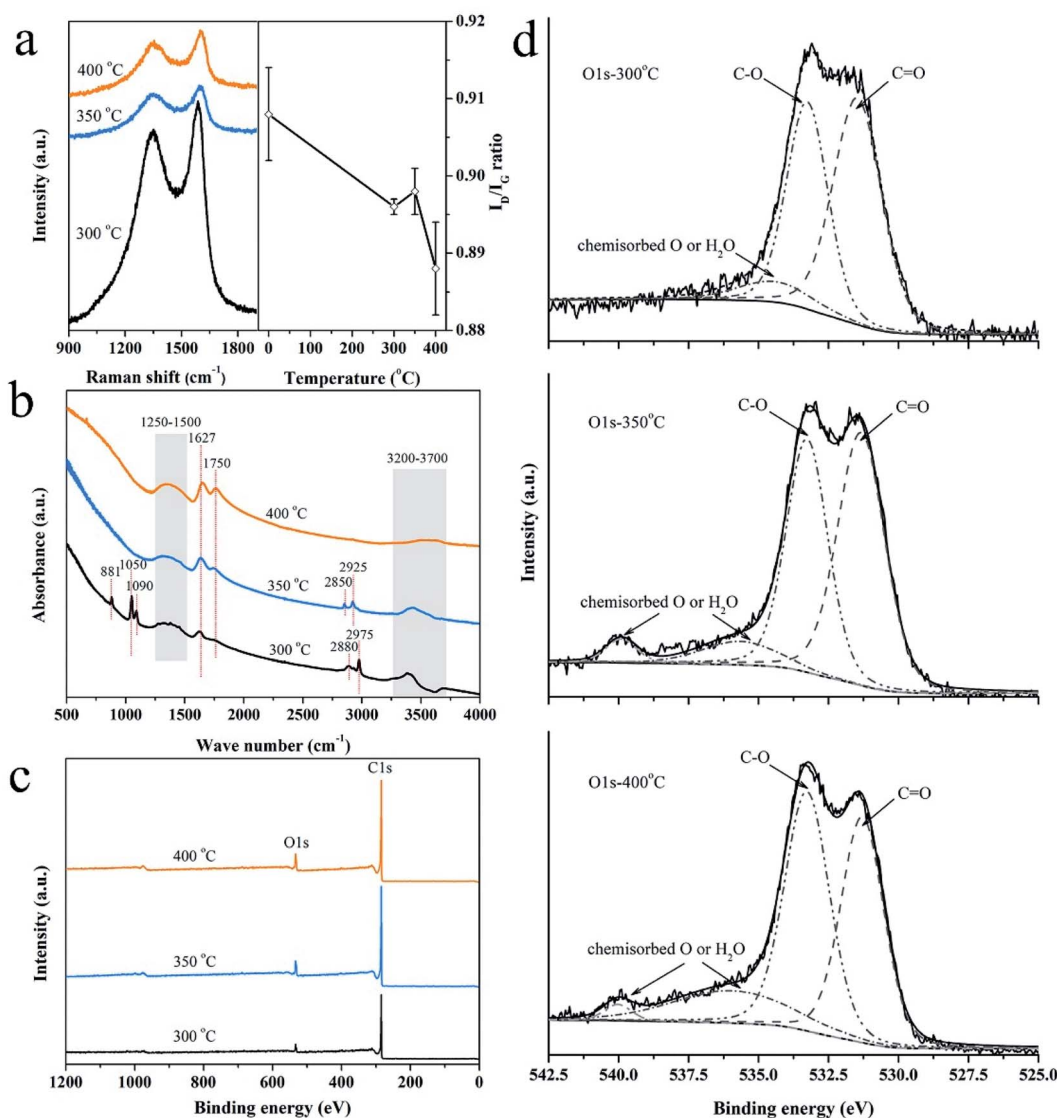 a
400 °C
350 °C
300 °C
Intensity (a.u.)
900 1200 1500 1800
Raman shift (cm-1)
0.92
0.91
0.90
0.89
0.88
I_D/I_G ratio
0 100 200 300 400
Temperature (°C)
b
1250-1500
1627
1750
3200-3700
400 °C
881
1050
1090
350 °C
2850
2925
300 °C
2880
2975
Absorbance (a.u.)
500 1000 1500 2000 2500 3000 3500 4000
Wave number (cm-1)
c
C1s
O1s
400 °C
350 °C
300 °C
Intensity (a.u.)
1200 1000 800 600 400 200 0
Binding energy (eV)
d
O1s-300°C
C-O
C=O
chemisorbed O or H2O
O1s-350°C
C-O
C=O
chemisorbed O or H2O
Intensity (a.u.)
O1s-400°C
C-O
C=O
chemisorbed O or H2O
542.5 540.0 537.5 535.0 532.5 530.0 527.5 525.0
Binding energy (eV)